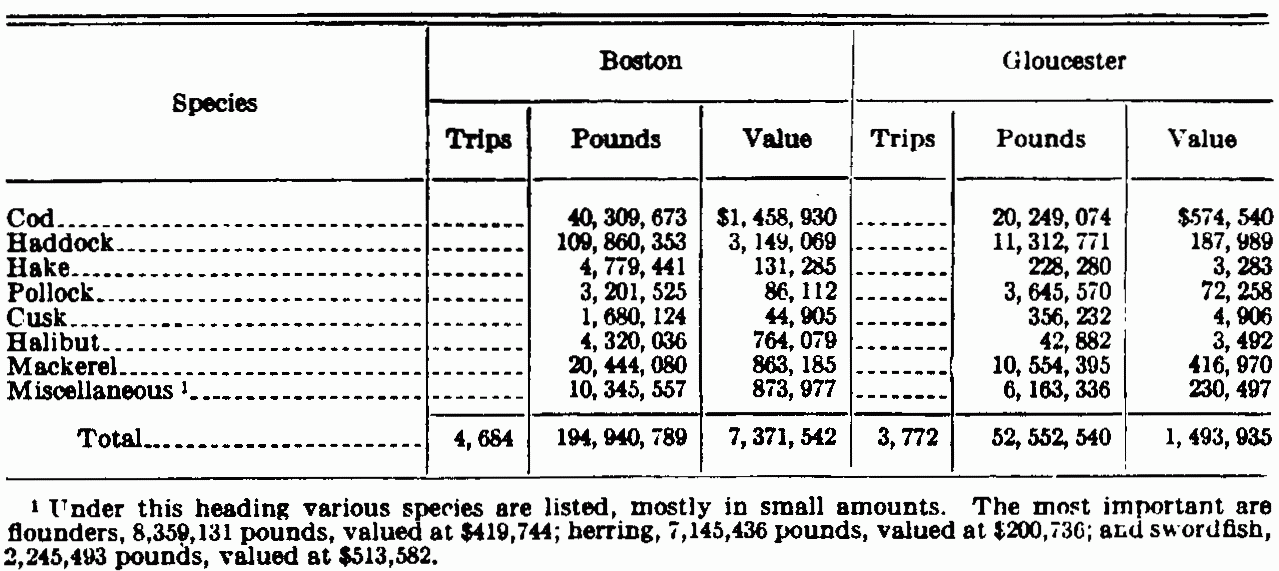 Species Boston Gloucester
Trips Pounds Value Trips Pounds Value
Cod 40,309,673 $1,458,930 20,249,074 $574,540
Haddock 109,860,353 3,149,069 11,312,771 187,989
Hake 4,779,441 131,285 228,280 3,283
Pollock 3,201,525 86,112 3,645,570 72,258
Cusk 1,680,124 44,905 356,232 4,906
Halibut 4,320,036 764,079 42,882 3,492
Mackerel 20,444,080 863,185 10,554,395 416,970
Miscellaneous ¹ 10,345,557 873,977 6,163,336 230,497
Total 4,684 194,940,789 7,371,542 3,772 52,552,540 1,493,935
¹ Under this heading various species are listed, mostly in small amounts. The most important are
flounders, 8,359,131 pounds, valued at $419,744; herring, 7,145,436 pounds, valued at $200,736; and swordfish,
2,245,493 pounds, valued at $513,582.